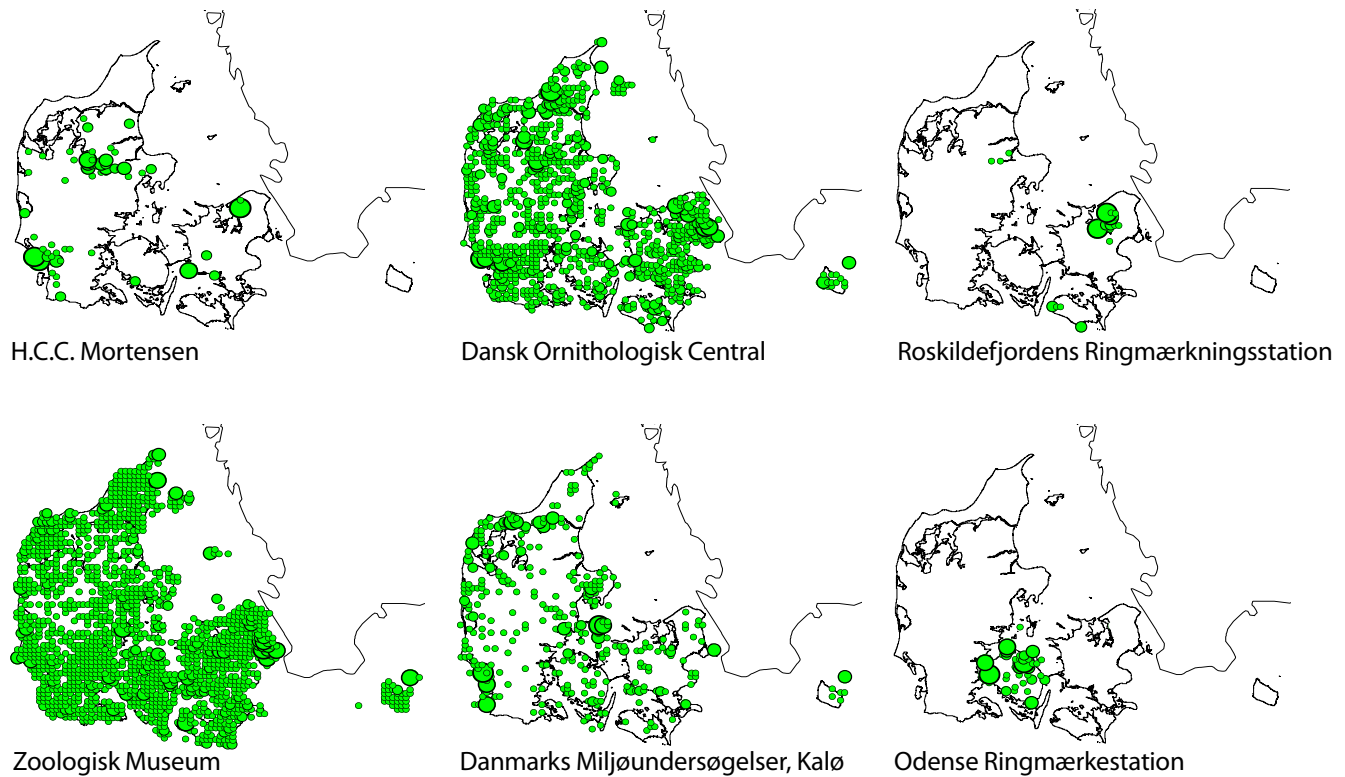 H.C.C. Mortensen
Dansk Ornithologisk Central
Roskildefjordens Ringmærkningsstation
Zoologisk Museum
Danmarks Miljøundersøgelser, Kalø
Odense Ringmærkestation